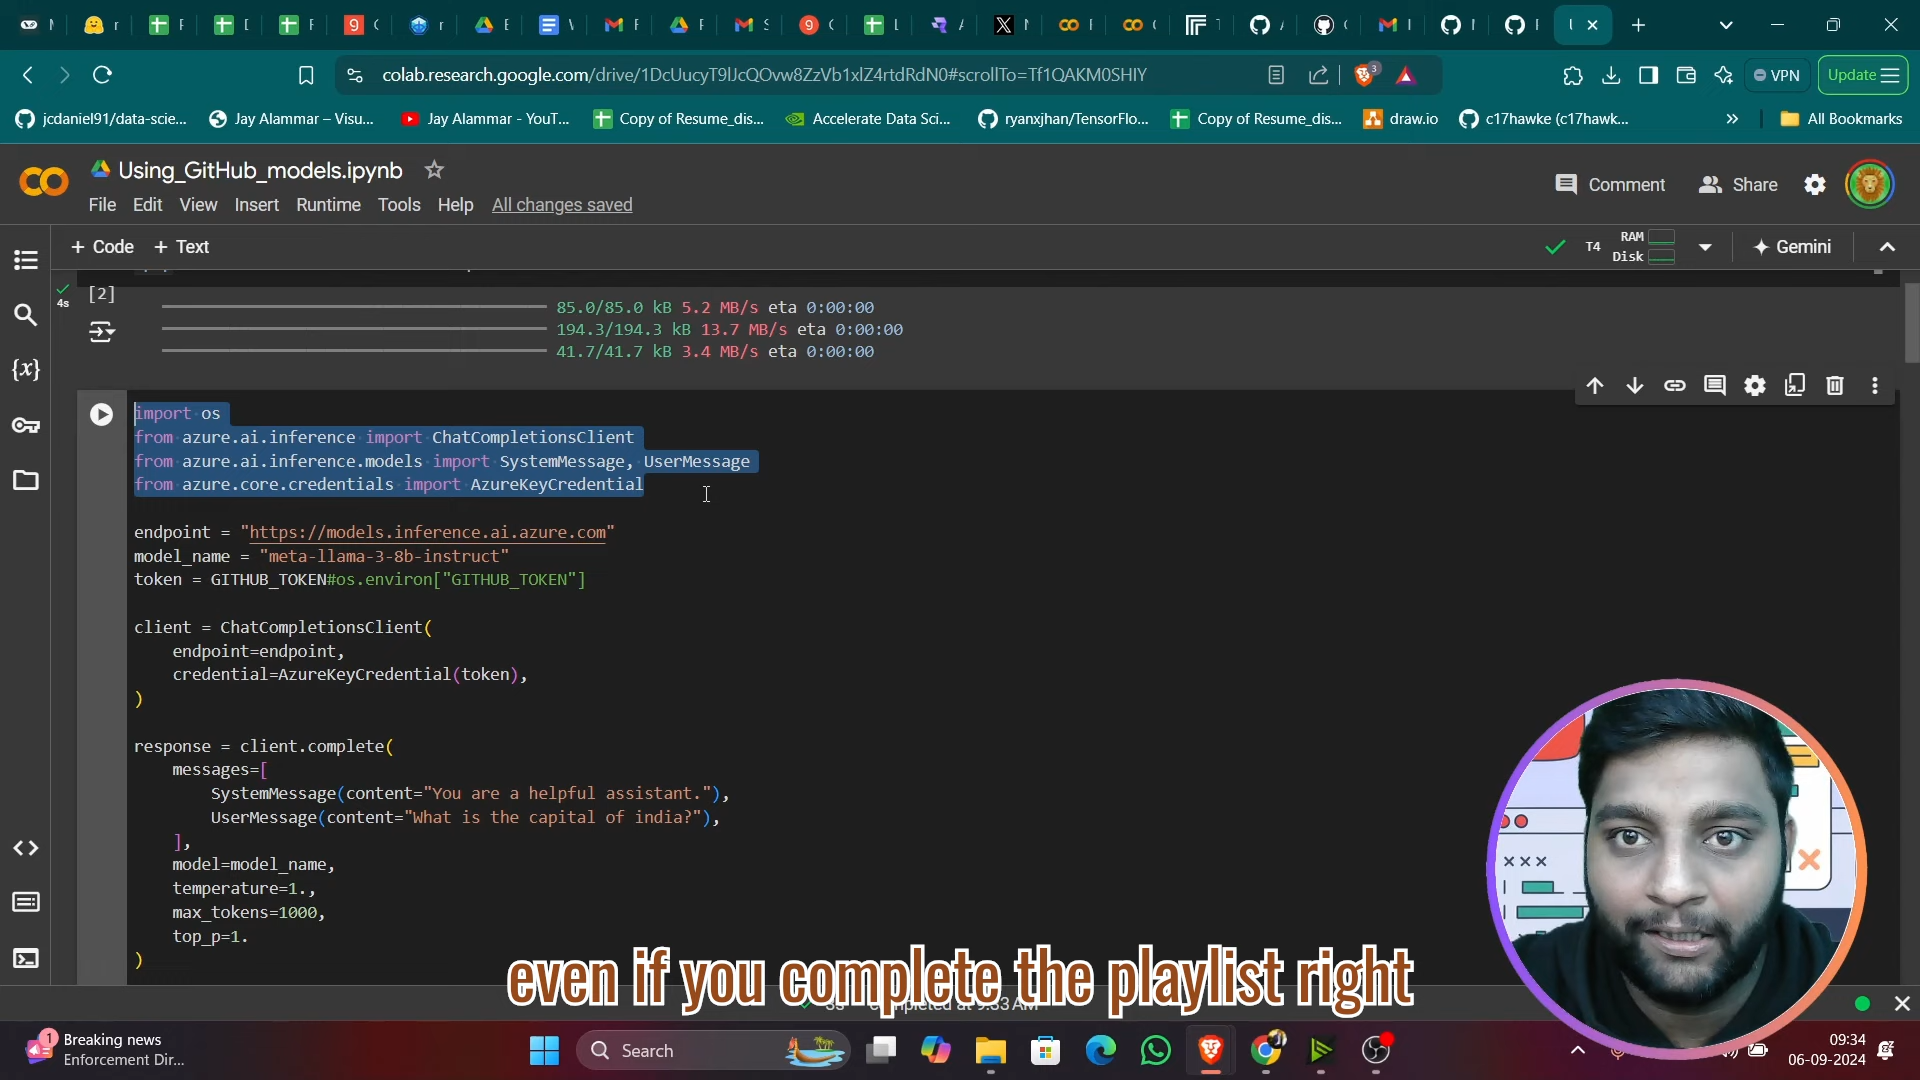 colab.research.google.com/drive/1DcUucyT9lJcQOvw8ZzVb1xlZ4rtdRdN0#scrollTo=Tf1QAKM0SHIY
3
VPN
Update
jcdaniel91/data-scie...
Jay Alammar – Visu...
Jay Alammar - YouT...
Copy of Resume_dis...
Accelerate Data Sci...
ryanxjhan/TensorFlo...
Copy of Resume_dis...
draw.io
c17hawke (c17hawk...
All Bookmarks
Using_GitHub_models.ipynb
Comment
Share
File Edit View Insert Runtime Tools Help All changes saved
+ Code + Text
T4
RAM
Disk
Gemini
4s
[2]
85.0/85.0 kB 5.2 MB/s eta 0:00:00
194.3/194.3 kB 13.7 MB/s eta 0:00:00
41.7/41.7 kB 3.4 MB/s eta 0:00:00
{x}
import os
from azure.ai.inference import ChatCompletionsClient
from azure.ai.inference.models import SystemMessage, UserMessage
from azure.core.credentials import AzureKeyCredential
endpoint = "https://models.inference.ai.azure.com"
model_name = "meta-llama-3-8b-instruct"
token = GITHUB_TOKEN#os.environ["GITHUB_TOKEN"]
client = ChatCompletionsClient(
endpoint=endpoint,
credential=AzureKeyCredential(token),
)
response = client.complete(
messages=[
SystemMessage(content="You are a helpful assistant."),
UserMessage(content="What is the capital of india?"),
],
model=model_name,
temperature=1.,
max_tokens=1000,
top_p=1.
)
even if you complete the playlist right
completed at 9:33 AM
1
Breaking news
Enforcement Dir...
Search
09:34
06-09-2024